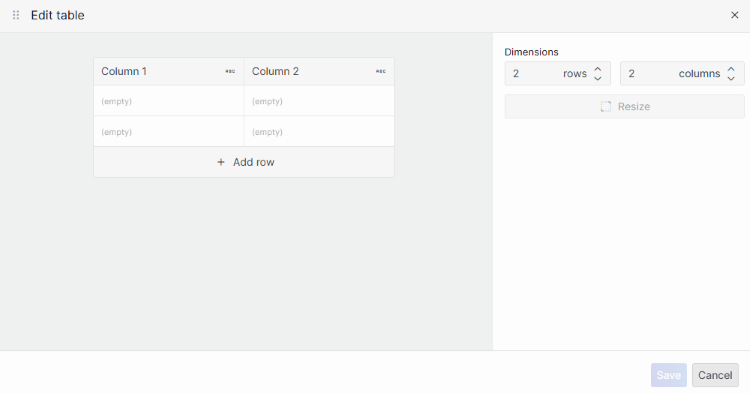 Edit table
Dimensions
2 rows 2 columns
Resize
Column 1 ABC Column 2 ABC
(empty) (empty)
(empty) (empty)
+ Add row
Save Cancel